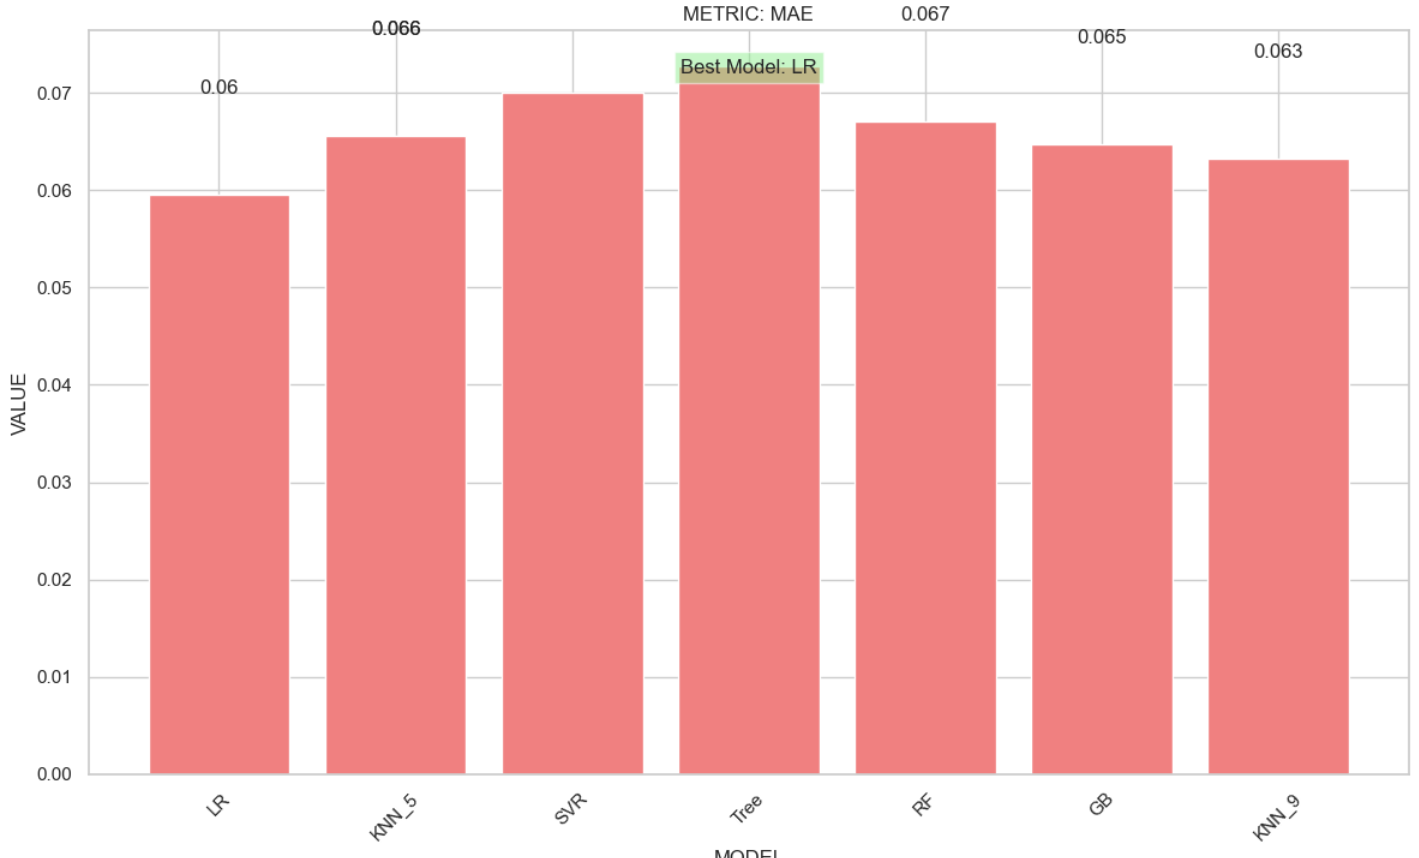 METRIC: MAE
0.067
0.066
0.065
0.063
0.06
Best Model: LR
0.07
0.06
0.05
0.04
0.03
0.02
0.01
0.00
VALUE
LR
KNN_5
SVR
Tree
RF
GB
KNN_9
MODEL